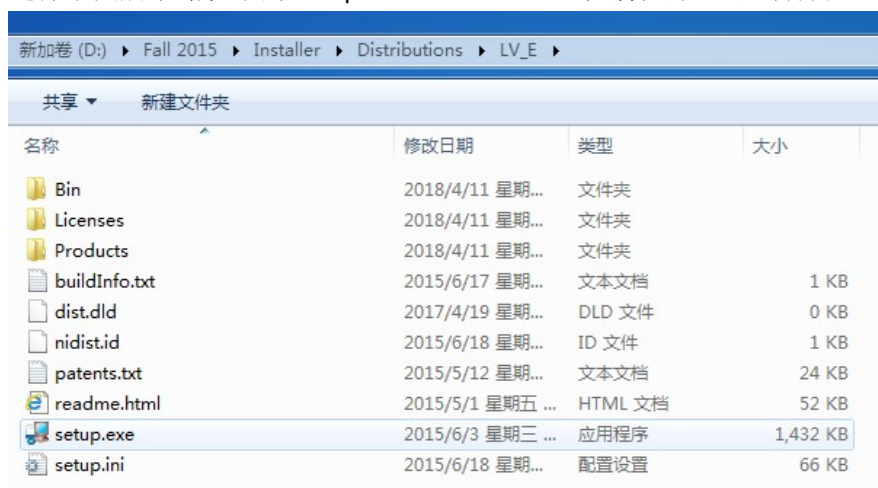 新加卷 (D:) ▸ Fall 2015 ▸ Installer ▸ Distributions ▸ LV_E ▸
共享 ▼ 新建文件夹
名称 修改日期 类型 大小
Bin 2018/4/11 星期... 文件夹
Licenses 2018/4/11 星期... 文件夹
Products 2018/4/11 星期... 文件夹
buildInfo.txt 2015/6/17 星期... 文本文档 1 KB
dist.dld 2017/4/19 星期... DLD 文件 0 KB
nidist.id 2015/6/18 星期... ID 文件 1 KB
patents.txt 2015/5/12 星期... 文本文档 24 KB
readme.html 2015/5/1 星期五 ... HTML 文档 52 KB
setup.exe 2015/6/3 星期三 ... 应用程序 1,432 KB
setup.ini 2015/6/18 星期... 配置设置 66 KB